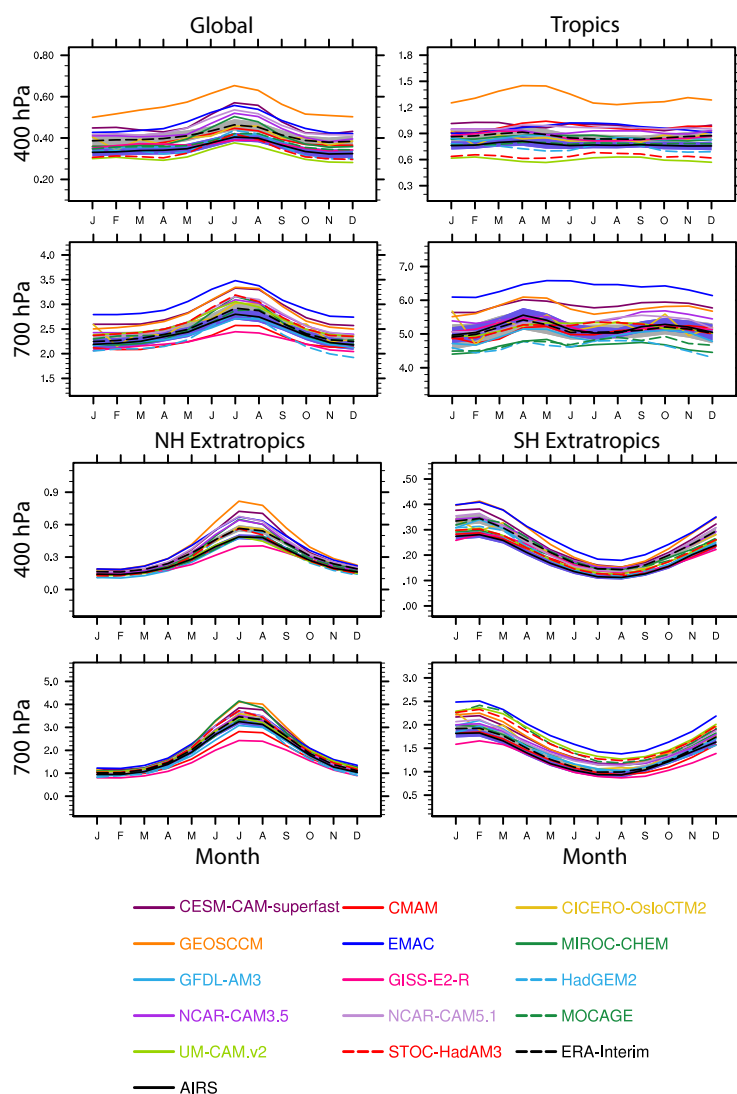 Global
Tropics
400 hPa
0.80
0.60
0.40
0.20
J F M A M J J A S O N D
1.8
1.5
1.2
0.9
0.6
0.3
J F M A M J J A S O N D
700 hPa
4.0
3.5
3.0
2.5
2.0
1.5
J F M A M J J A S O N D
7.0
6.0
5.0
4.0
J F M A M J J A S O N D
NH Extratropics
SH Extratropics
400 hPa
0.9
0.6
0.3
0.0
J F M A M J J A S O N D
.50
.40
.30
.20
.10
.00
J F M A M J J A S O N D
700 hPa
5.0
4.0
3.0
2.0
1.0
0.0
J F M A M J J A S O N D
3.0
2.5
2.0
1.5
1.0
0.5
J F M A M J J A S O N D
Month
Month
CESM-CAM-superfast CMAM CICERO-OsloCTM2
GEOSCCM EMAC MIROC-CHEM
GFDL-AM3 GISS-E2-R HadGEM2
NCAR-CAM3.5 NCAR-CAM5.1 MOCAGE
UM-CAM.v2 STOC-HadAM3 ERA-Interim
AIRS